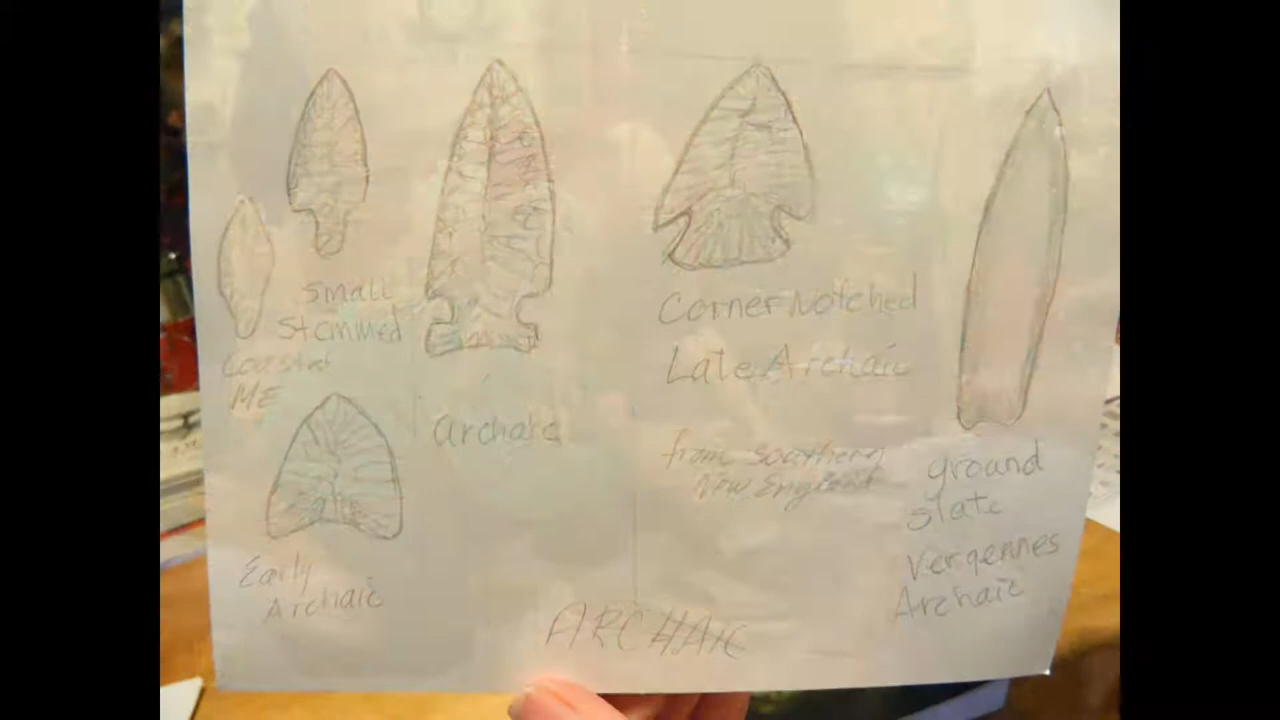 Small
Stemmed
Coastal
ME
Early
Archaic
archaic
Corner Notched
Late Archaic
from Southern
New England
ground
slate
Vergennes
Archaic
ARCHAIC